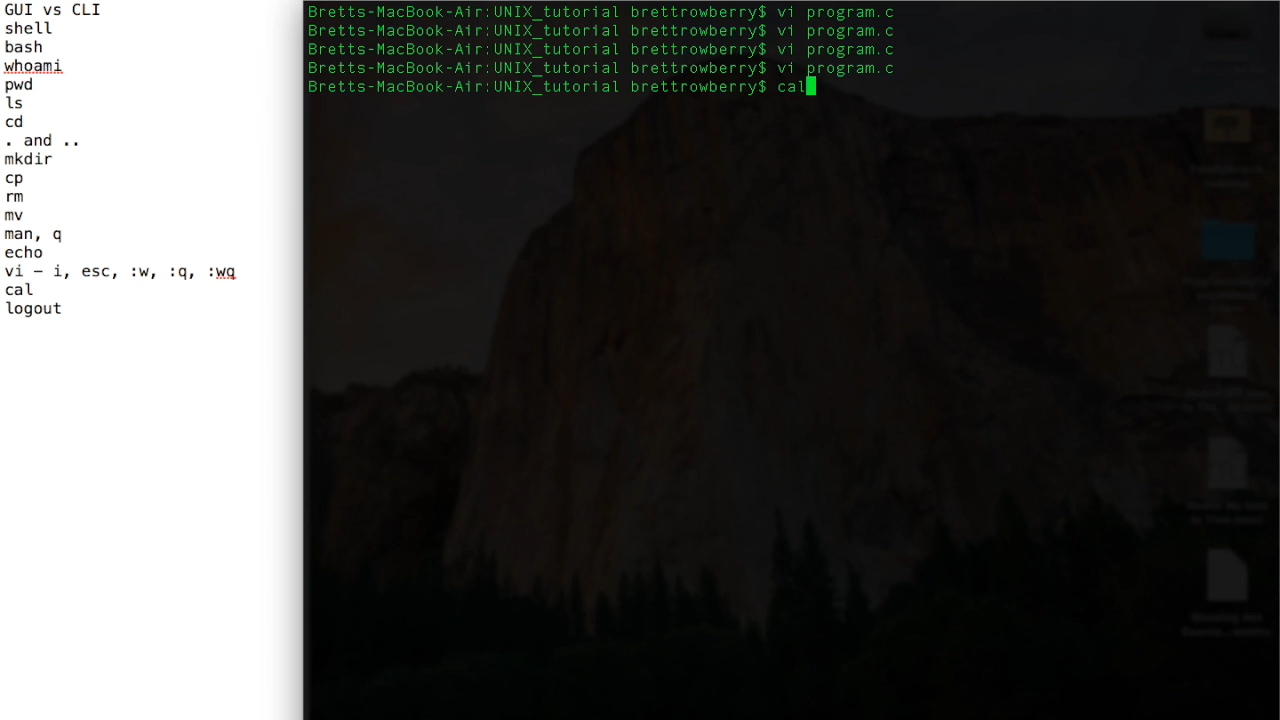 GUI vs CLI
shell
bash
whoami
pwd
ls
cd
. and ..
mkdir
cp
rm
mv
man, q
echo
vi – i, esc, :w, :q, :wq
cal
logout
Bretts-MacBook-Air:UNIX_tutorial brettrowberry$ vi program.c
Bretts-MacBook-Air:UNIX_tutorial brettrowberry$ vi program.c
Bretts-MacBook-Air:UNIX_tutorial brettrowberry$ vi program.c
Bretts-MacBook-Air:UNIX_tutorial brettrowberry$ vi program.c
Bretts-MacBook-Air:UNIX_tutorial brettrowberry$ cal